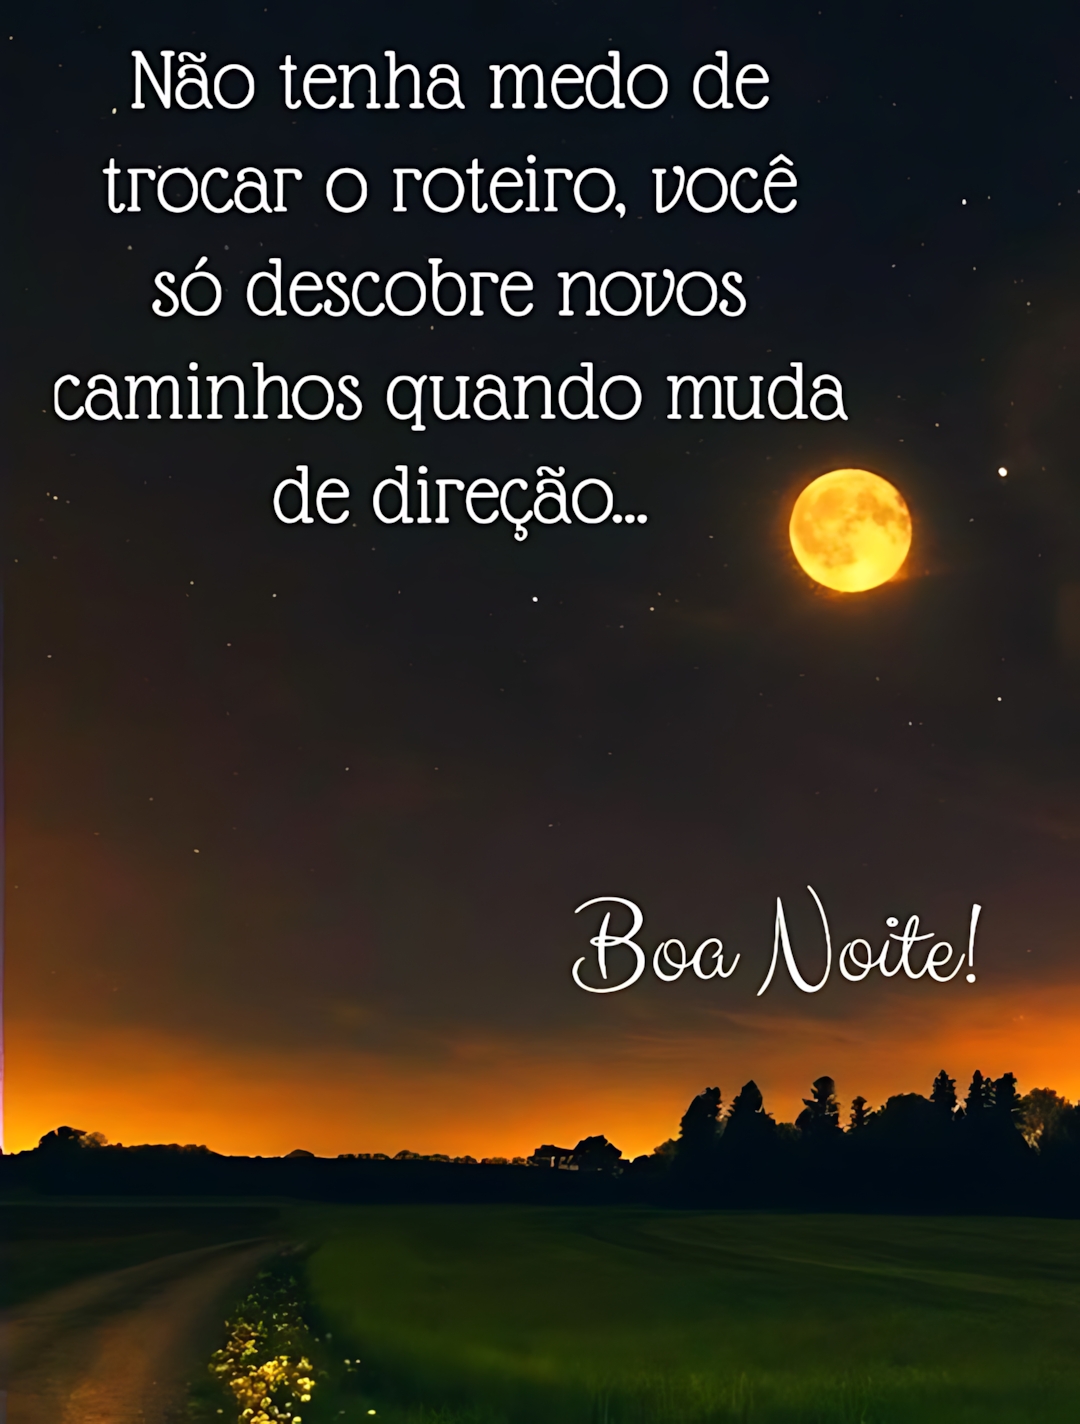 Não tenha medo de
trocar o roteiro, você
só descobre novos
caminhos quando muda
de direção...
Boa Noite!